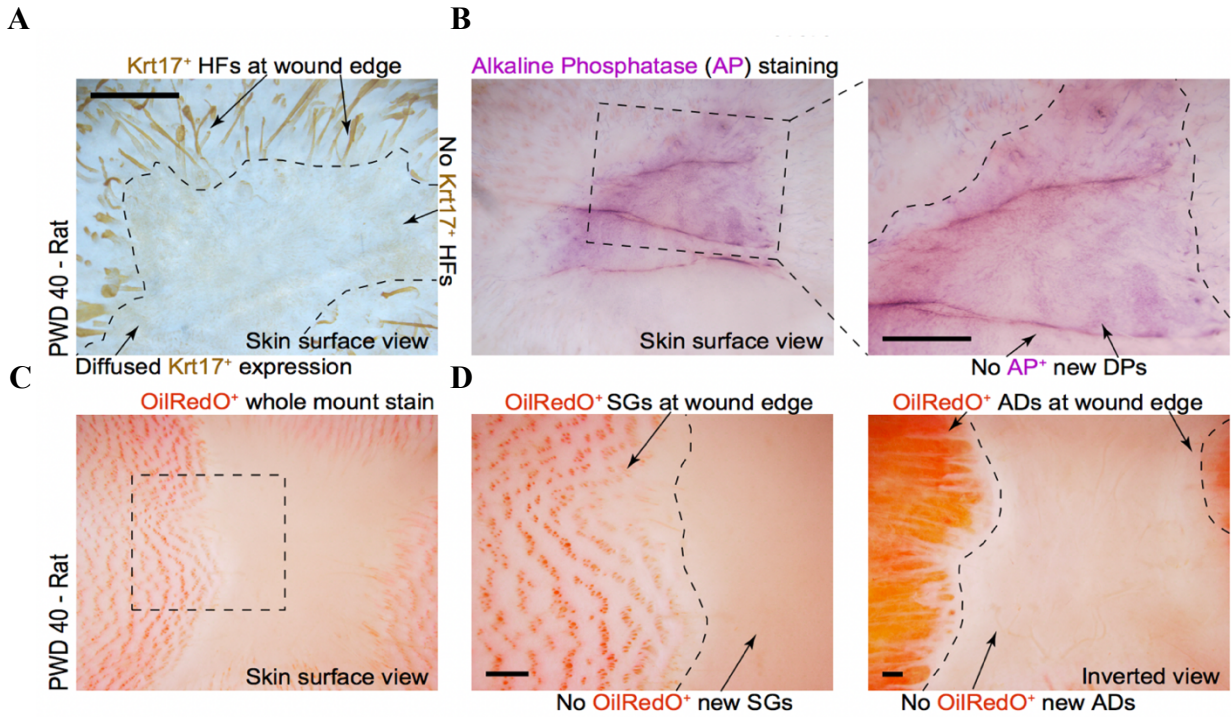 A
B
Krt17+ HFs at wound edge
Alkaline Phosphatase (AP) staining
PWD 40 - Rat
No Krt17+ HFs
Skin surface view
Skin surface view
Diffused Krt17+ expression
No AP+ new DPs
C
D
OilRedO+ whole mount stain
OilRedO+ SGs at wound edge
OilRedO+ ADs at wound edge
PWD 40 - Rat
Skin surface view
Inverted view
No OilRedO+ new SGs
No OilRedO+ new ADs